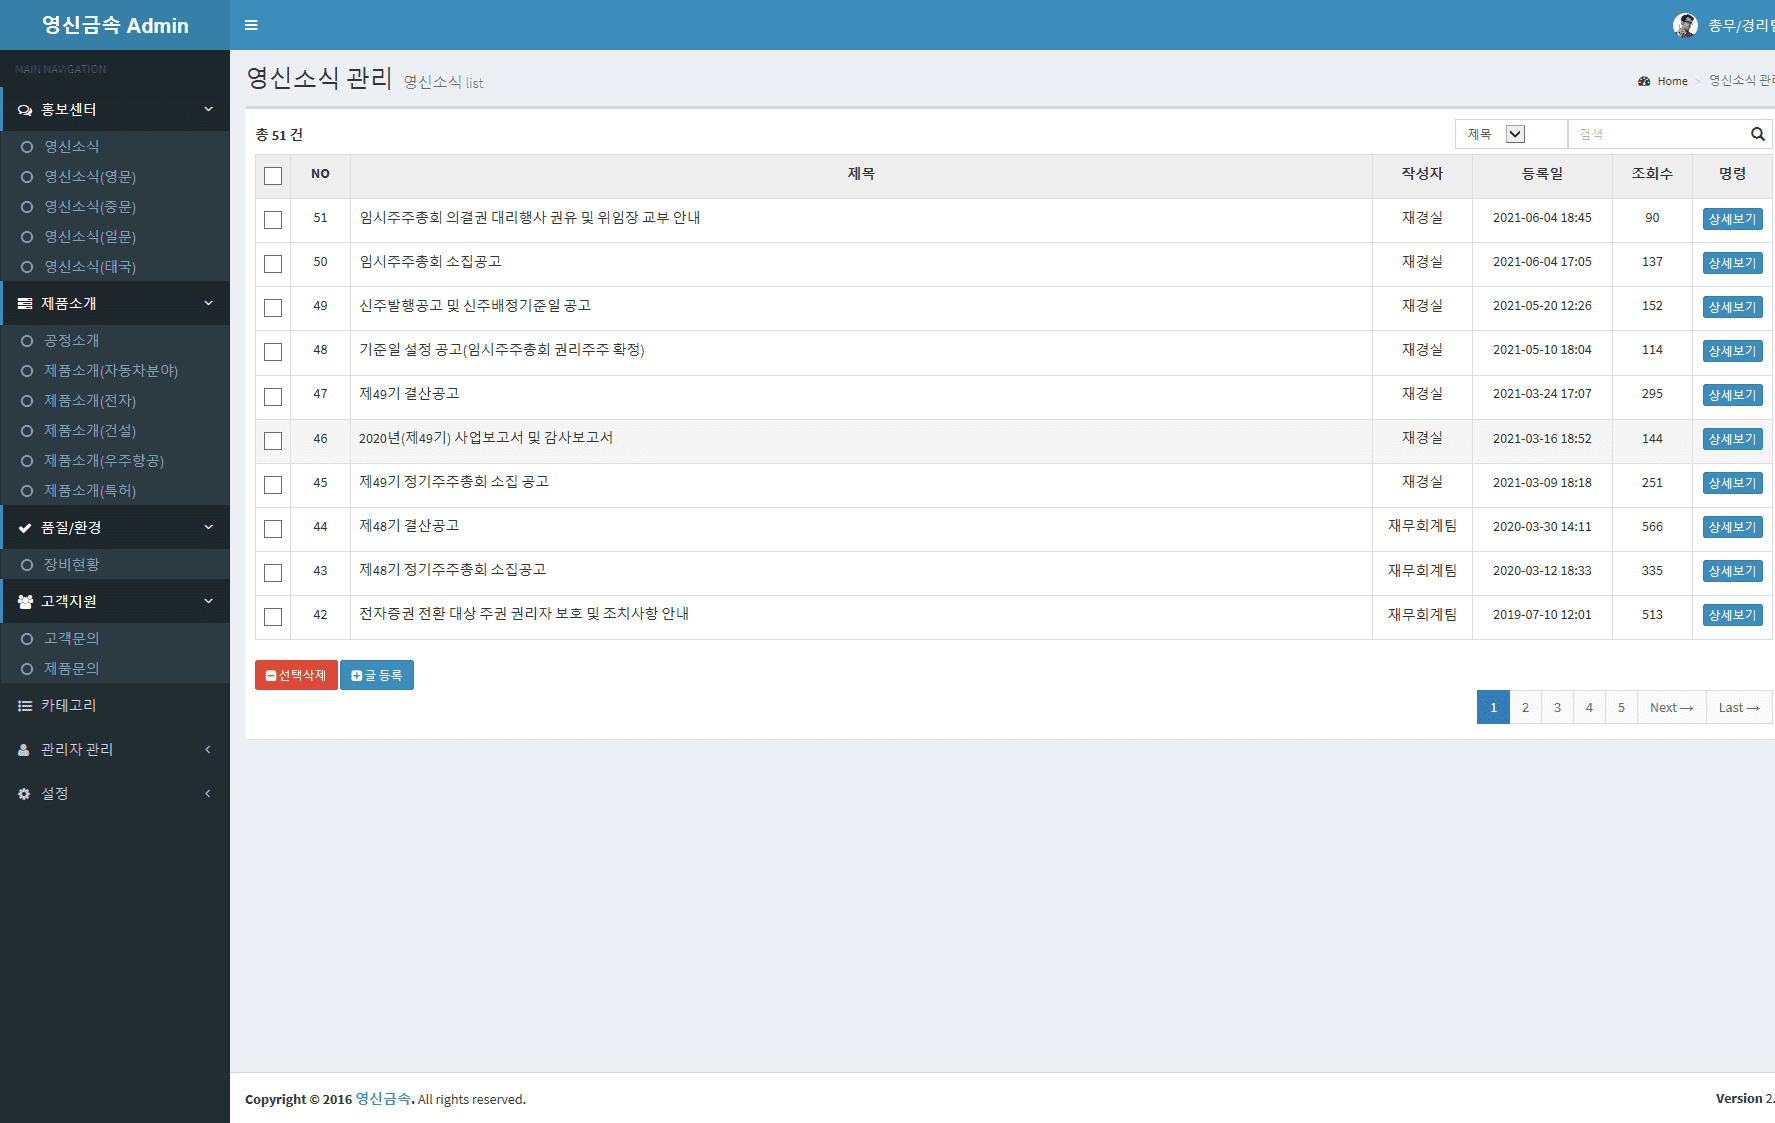 영신금속 Admin
총무/경리팀
MAIN NAVIGATION
홍보센터
영신소식
영신소식(영문)
영신소식(중문)
영신소식(일문)
영신소식(태국)
제품소개
공정소개
제품소개(자동차분야)
제품소개(전자)
제품소개(건설)
제품소개(우주항공)
제품소개(특허)
품질/환경
장비현황
고객지원
고객문의
제품문의
카테고리
관리자 관리
설정
영신소식 관리 영신소식 list
Home > 영신소식 관리
총 51 건
제목 검색
NO 제목 작성자 등록일 조회수 명령
51 임시주주총회 의결권 대리행사 권유 및 위임장 교부 안내 재경실 2021-06-04 18:45 90 상세보기
50 임시주주총회 소집공고 재경실 2021-06-04 17:05 137 상세보기
49 신주발행공고 및 신주배정기준일 공고 재경실 2021-05-20 12:26 152 상세보기
48 기준일 설정 공고(임시주주총회 권리주주 확정) 재경실 2021-05-10 18:04 114 상세보기
47 제49기 결산공고 재경실 2021-03-24 17:07 295 상세보기
46 2020년(제49기) 사업보고서 및 감사보고서 재경실 2021-03-16 18:52 144 상세보기
45 제49기 정기주주총회 소집 공고 재경실 2021-03-09 18:18 251 상세보기
44 제48기 결산공고 재무회계팀 2020-03-30 14:11 566 상세보기
43 제48기 정기주주총회 소집공고 재무회계팀 2020-03-12 18:33 335 상세보기
42 전자증권 전환 대상 주권 권리자 보호 및 조치사항 안내 재무회계팀 2019-07-10 12:01 513 상세보기
선택삭제 글 등록
1 2 3 4 5 Next → Last →
Copyright © 2016 영신금속. All rights reserved.
Version 2.